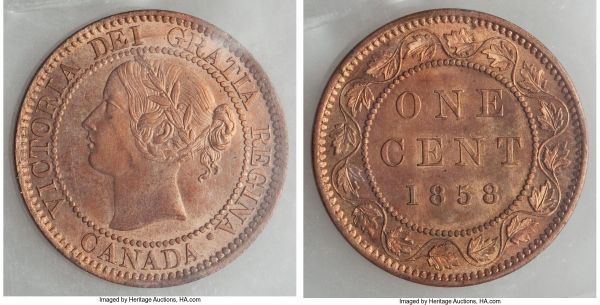 VICTORIA DEI GRATIA REGINA.
CANADA
ONE
CENT
1858
Imaged by Heritage Auctions, HA.com
Imaged by Heritage Auctions, HA.com